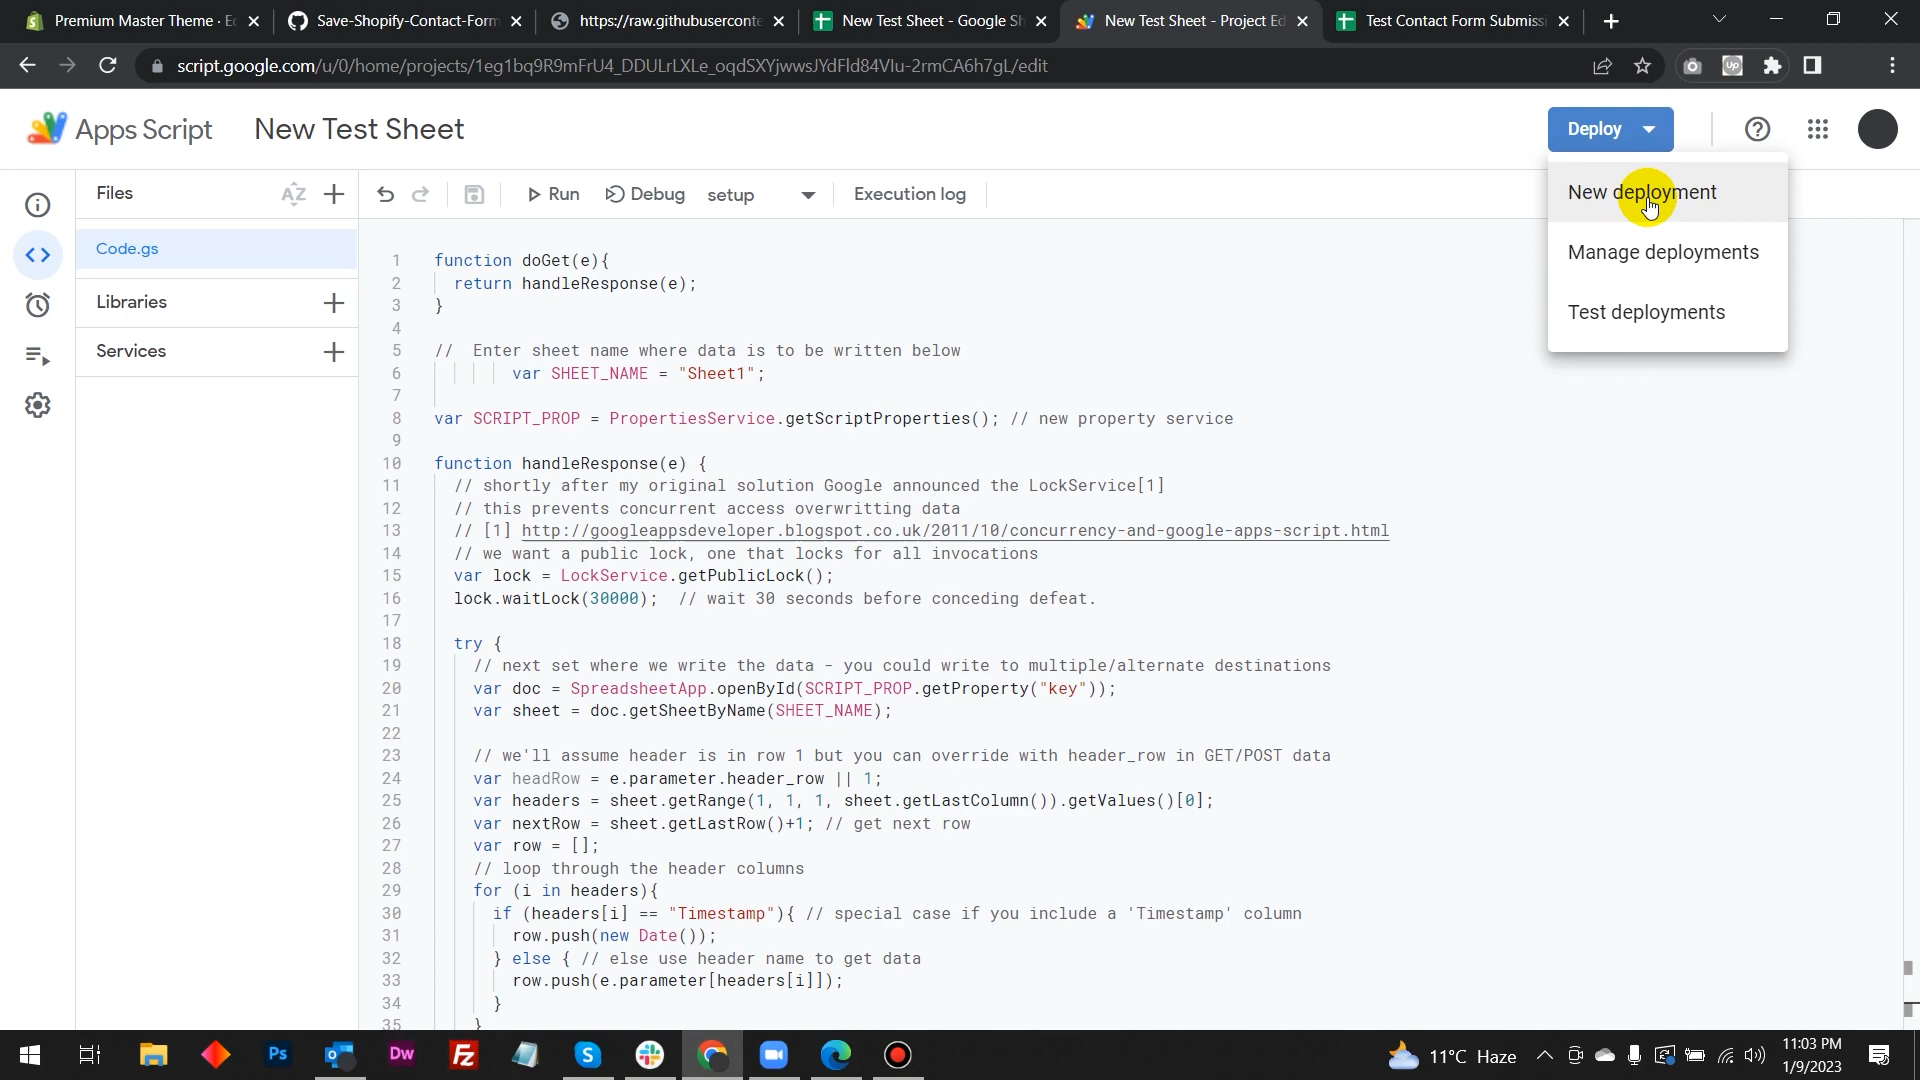 Premium Master Theme · Ec
Save-Shopify-Contact-Form
https://raw.githubuserconte
New Test Sheet - Google Sh
New Test Sheet - Project Ed
Test Contact Form Submissi
script.google.com/u/0/home/projects/1eg1bq9R9mFrU4_DDULrLXLe_oqdSXYjwwsJYdFld84VIu-2rmCA6h7gL/edit
Apps Script New Test Sheet
Deploy
New deployment
Manage deployments
Test deployments
Files
Run Debug setup Execution log
Code.gs
Libraries
Services
1 function doGet(e){
2 return handleResponse(e);
3 }
4
5 // Enter sheet name where data is to be written below
6 var SHEET_NAME = "Sheet1";
7
8 var SCRIPT_PROP = PropertiesService.getScriptProperties(); // new property service
9
10 function handleResponse(e) {
11 // shortly after my original solution Google announced the LockService[1]
12 // this prevents concurrent access overwritting data
13 // [1] http://googleappsdeveloper.blogspot.co.uk/2011/10/concurrency-and-google-apps-script.html
14 // we want a public lock, one that locks for all invocations
15 var lock = LockService.getPublicLock();
16 lock.waitLock(30000); // wait 30 seconds before conceding defeat.
17
18 try {
19 // next set where we write the data - you could write to multiple/alternate destinations
20 var doc = SpreadsheetApp.openById(SCRIPT_PROP.getProperty("key"));
21 var sheet = doc.getSheetByName(SHEET_NAME);
22
23 // we'll assume header is in row 1 but you can override with header_row in GET/POST data
24 var headRow = e.parameter.header_row || 1;
25 var headers = sheet.getRange(1, 1, 1, sheet.getLastColumn()).getValues()[0];
26 var nextRow = sheet.getLastRow()+1; // get next row
27 var row = [];
28 // loop through the header columns
29 for (i in headers){
30 if (headers[i] == "Timestamp"){ // special case if you include a 'Timestamp' column
31 row.push(new Date());
32 } else { // else use header name to get data
33 row.push(e.parameter[headers[i]]);
34 }
35 }
Ps
Dw
Fz
S
11°C Haze
11:03 PM
1/9/2023